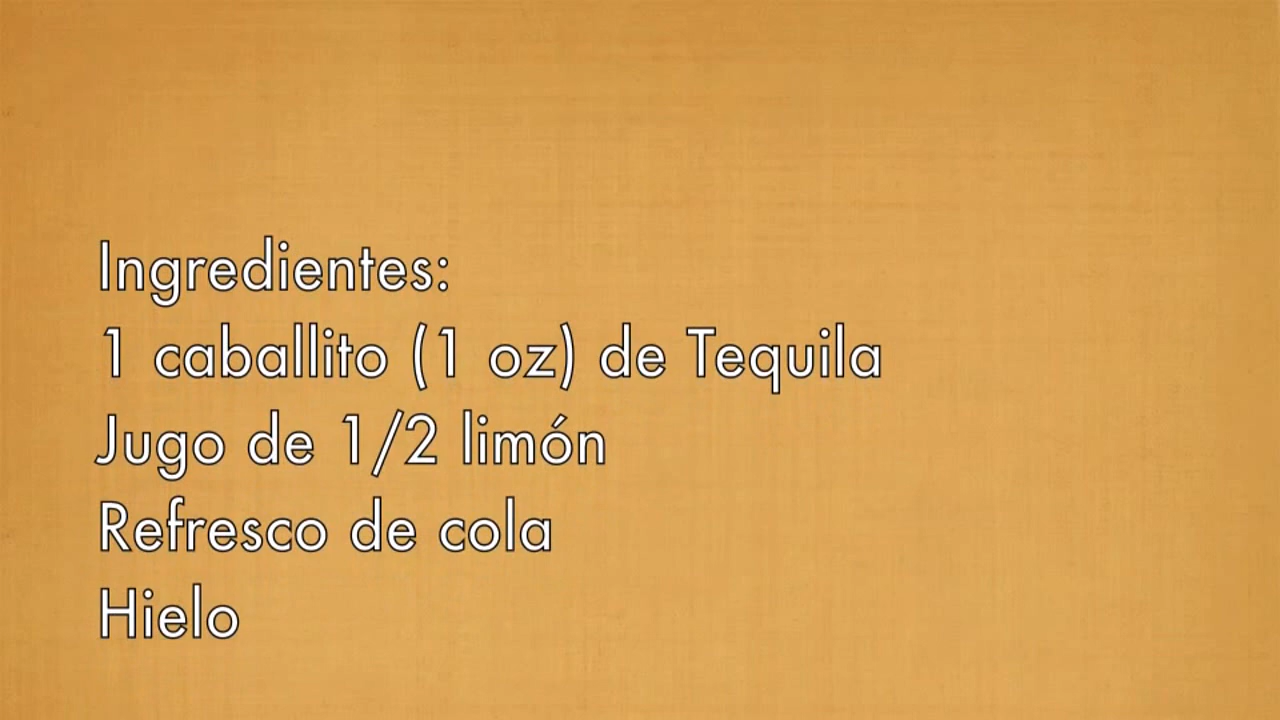 Ingredientes:
1 caballito (1 oz) de Tequila
Jugo de 1/2 limón
Refresco de cola
Hielo